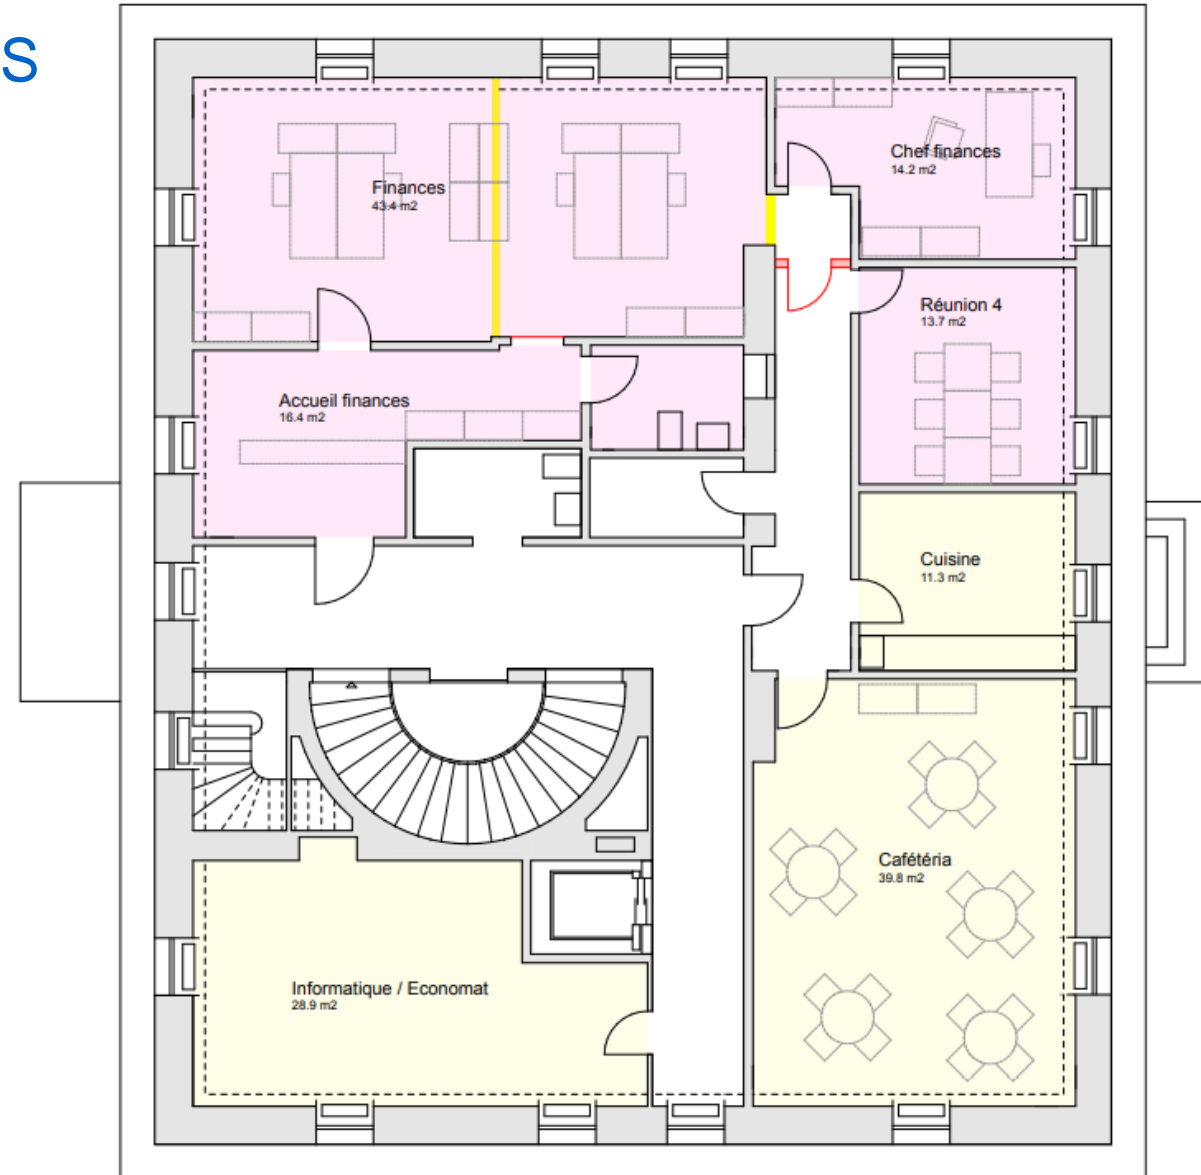 S
Finances
43.4 m2
Chef finances
14.2 m2
Réunion 4
13.7 m2
Accueil finances
16.4 m2
Cuisine
11.3 m2
Cafétéria
39.8 m2
Informatique / Economat
28.9 m2